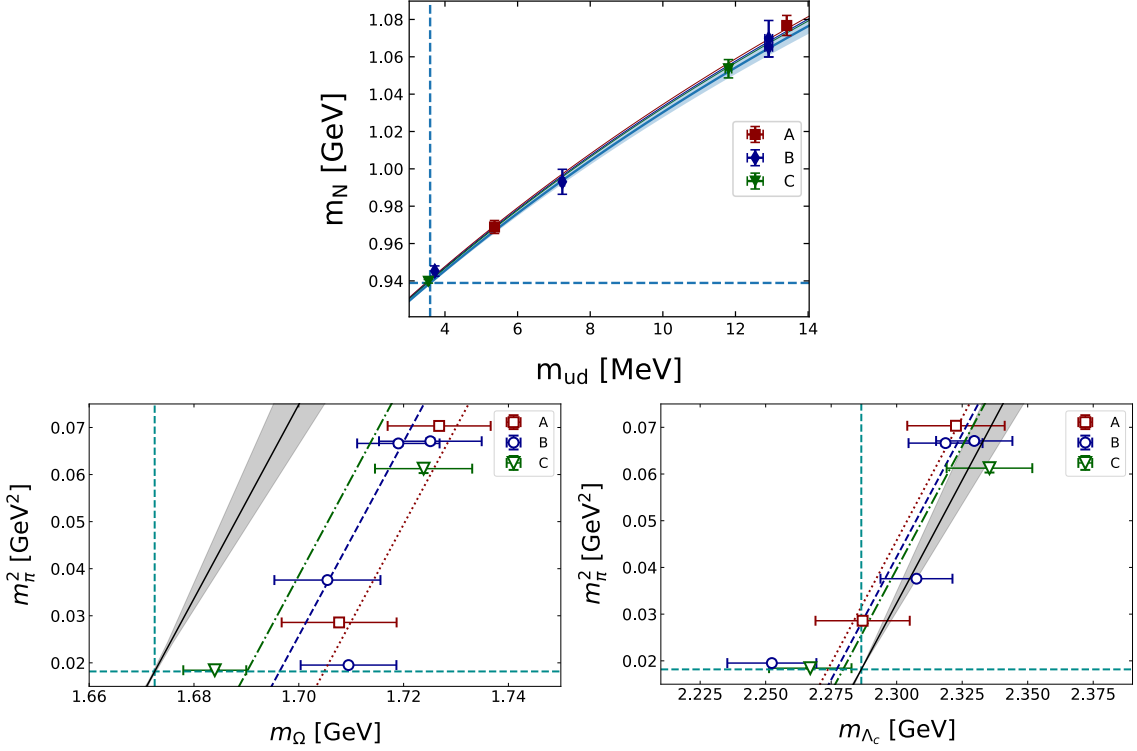 1.08
1.06
1.04
1.02
1.00
0.98
0.96
0.94
m_N [GeV]
A
B
C
4 6 8 10 12 14
m_ud [MeV]
0.07
0.06
0.05
0.04
0.03
0.02
m_π^2 [GeV^2]
A
B
C
1.66 1.68 1.70 1.72 1.74
m_Ω [GeV]
0.07
0.06
0.05
0.04
0.03
0.02
m_π^2 [GeV^2]
A
B
C
2.225 2.250 2.275 2.300 2.325 2.350 2.375
m_Λ_c [GeV]